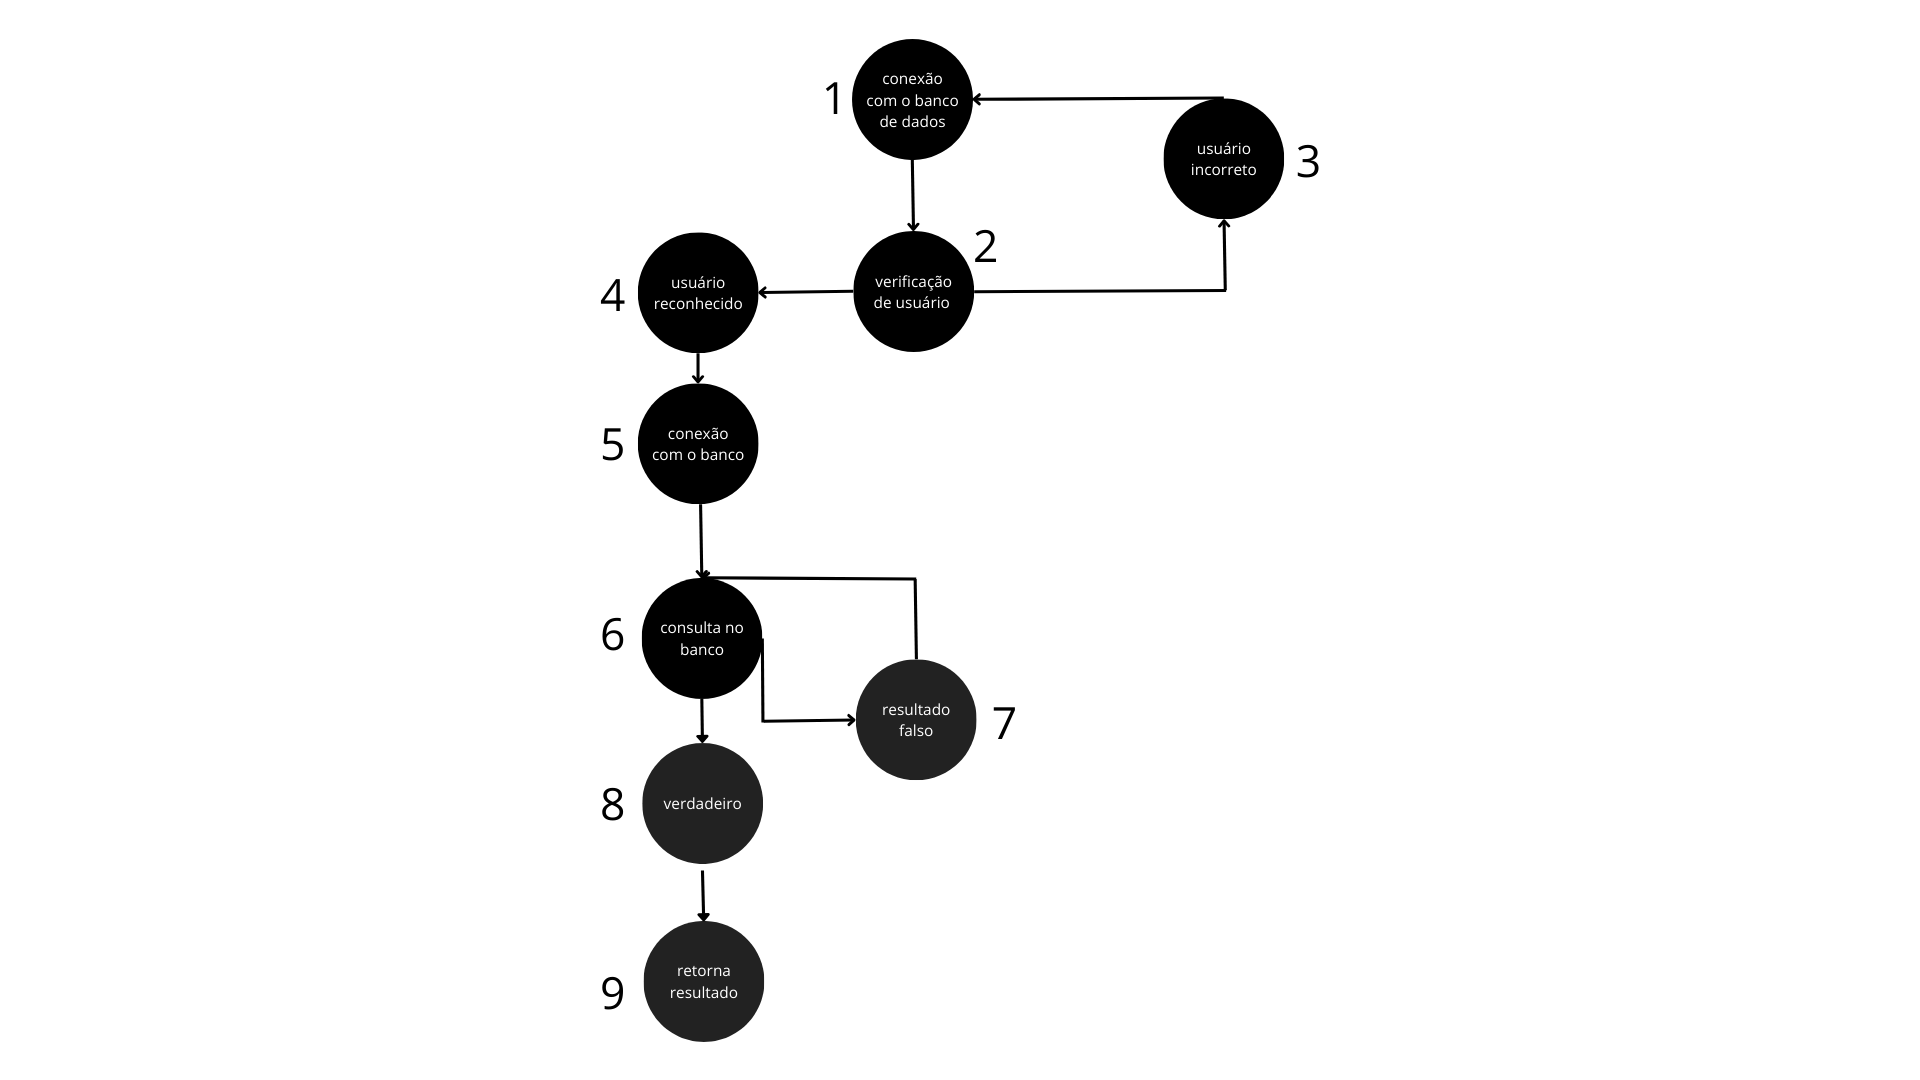 1
conexão
com o banco
de dados
usuário
incorreto
3
2
verificação
de usuário
4
usuário
reconhecido
5
conexão
com o banco
6
consulta no
banco
resultado
falso
7
8
verdadeiro
9
retorna
resultado